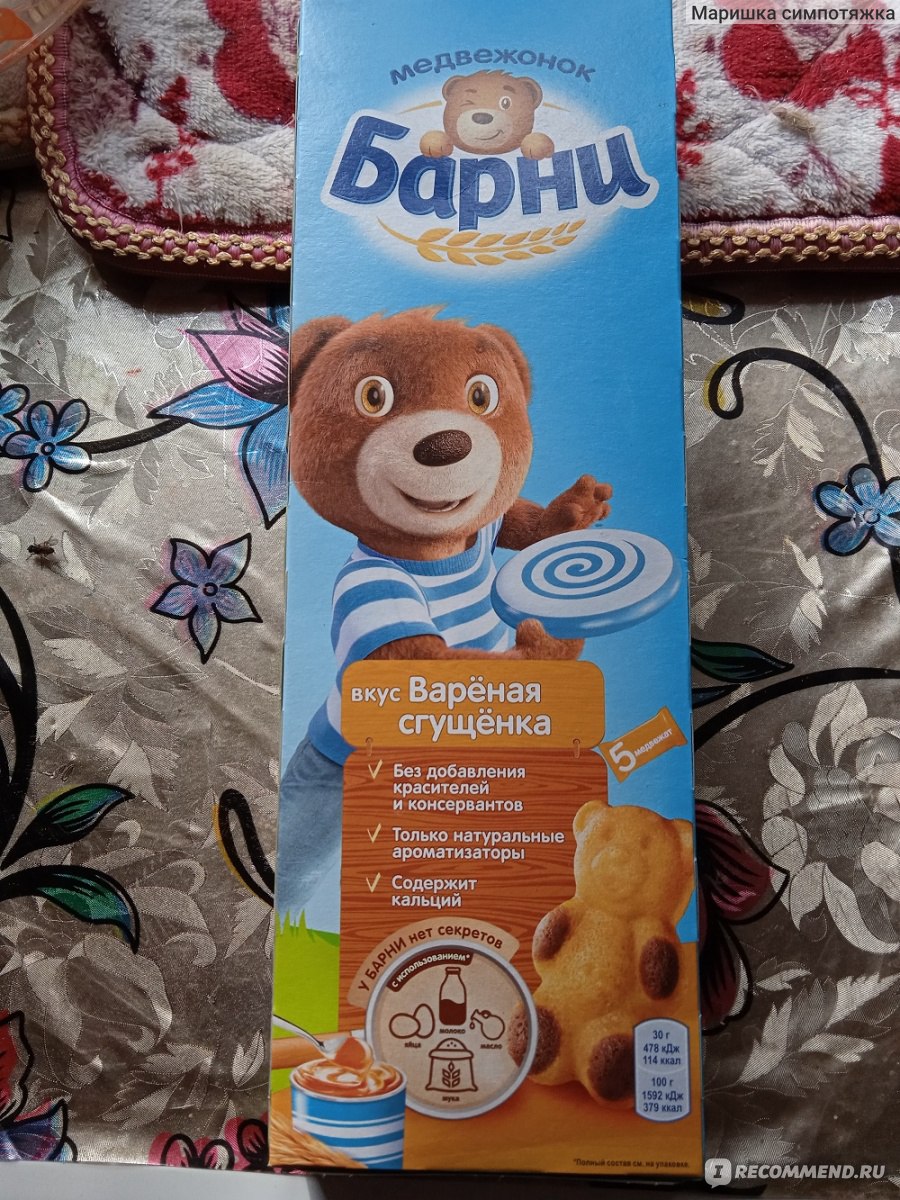 Маришка симпотяжка
медвежонок
Барни
вкус Варёная
сгущёнка
5 медвежат
Без добавления
красителей
и консервантов
Только натуральные
ароматизаторы
Содержит
кальций
У БАРНИ нет секретов
с использованием*
молоко
яйца
масло
мука
30 г
478 кДж
114 ккал
100 г
1592 кДж
379 ккал
*Полный состав см. на упаковке.
IRECOMMEND.RU